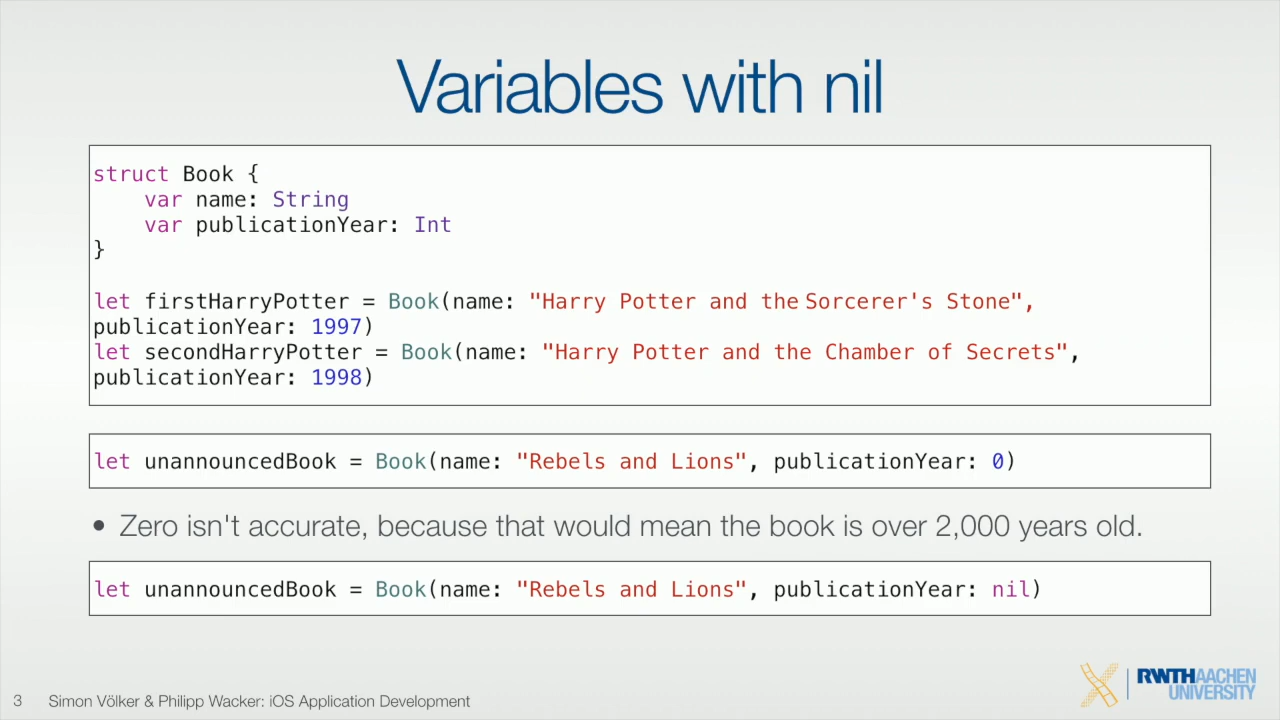 Variables with nil
struct Book {
    var name: String
    var publicationYear: Int
}
let firstHarryPotter = Book(name: "Harry Potter and the Sorcerer's Stone",
publicationYear: 1997)
let secondHarryPotter = Book(name: "Harry Potter and the Chamber of Secrets",
publicationYear: 1998)
let unannouncedBook = Book(name: "Rebels and Lions", publicationYear: 0)
• Zero isn't accurate, because that would mean the book is over 2,000 years old.
let unannouncedBook = Book(name: "Rebels and Lions", publicationYear: nil)
3 Simon Völker & Philipp Wacker: iOS Application Development
RWTHAACHEN
UNIVERSITY